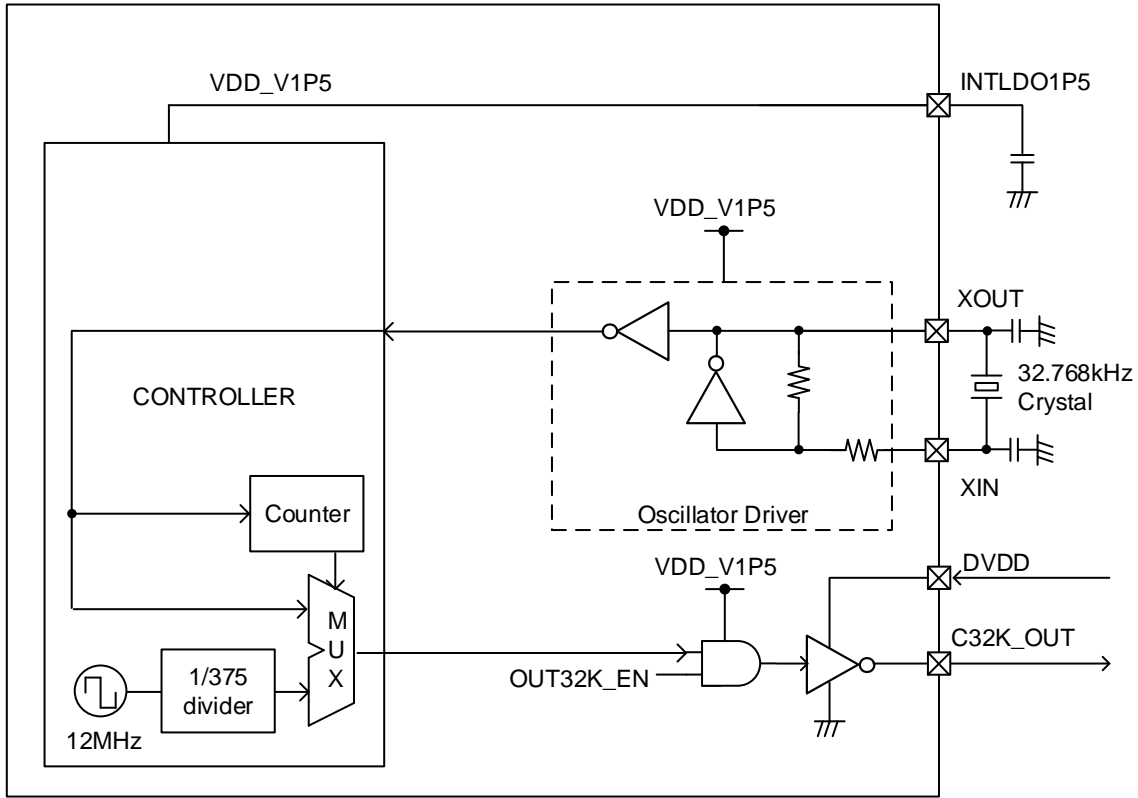 VDD_V1P5
INTLDO1P5
VDD_V1P5
XOUT
32.768kHz
Crystal
CONTROLLER
XIN
Counter
Oscillator Driver
VDD_V1P5
DVDD
M
U
X
C32K_OUT
1/375
divider
OUT32K_EN
12MHz